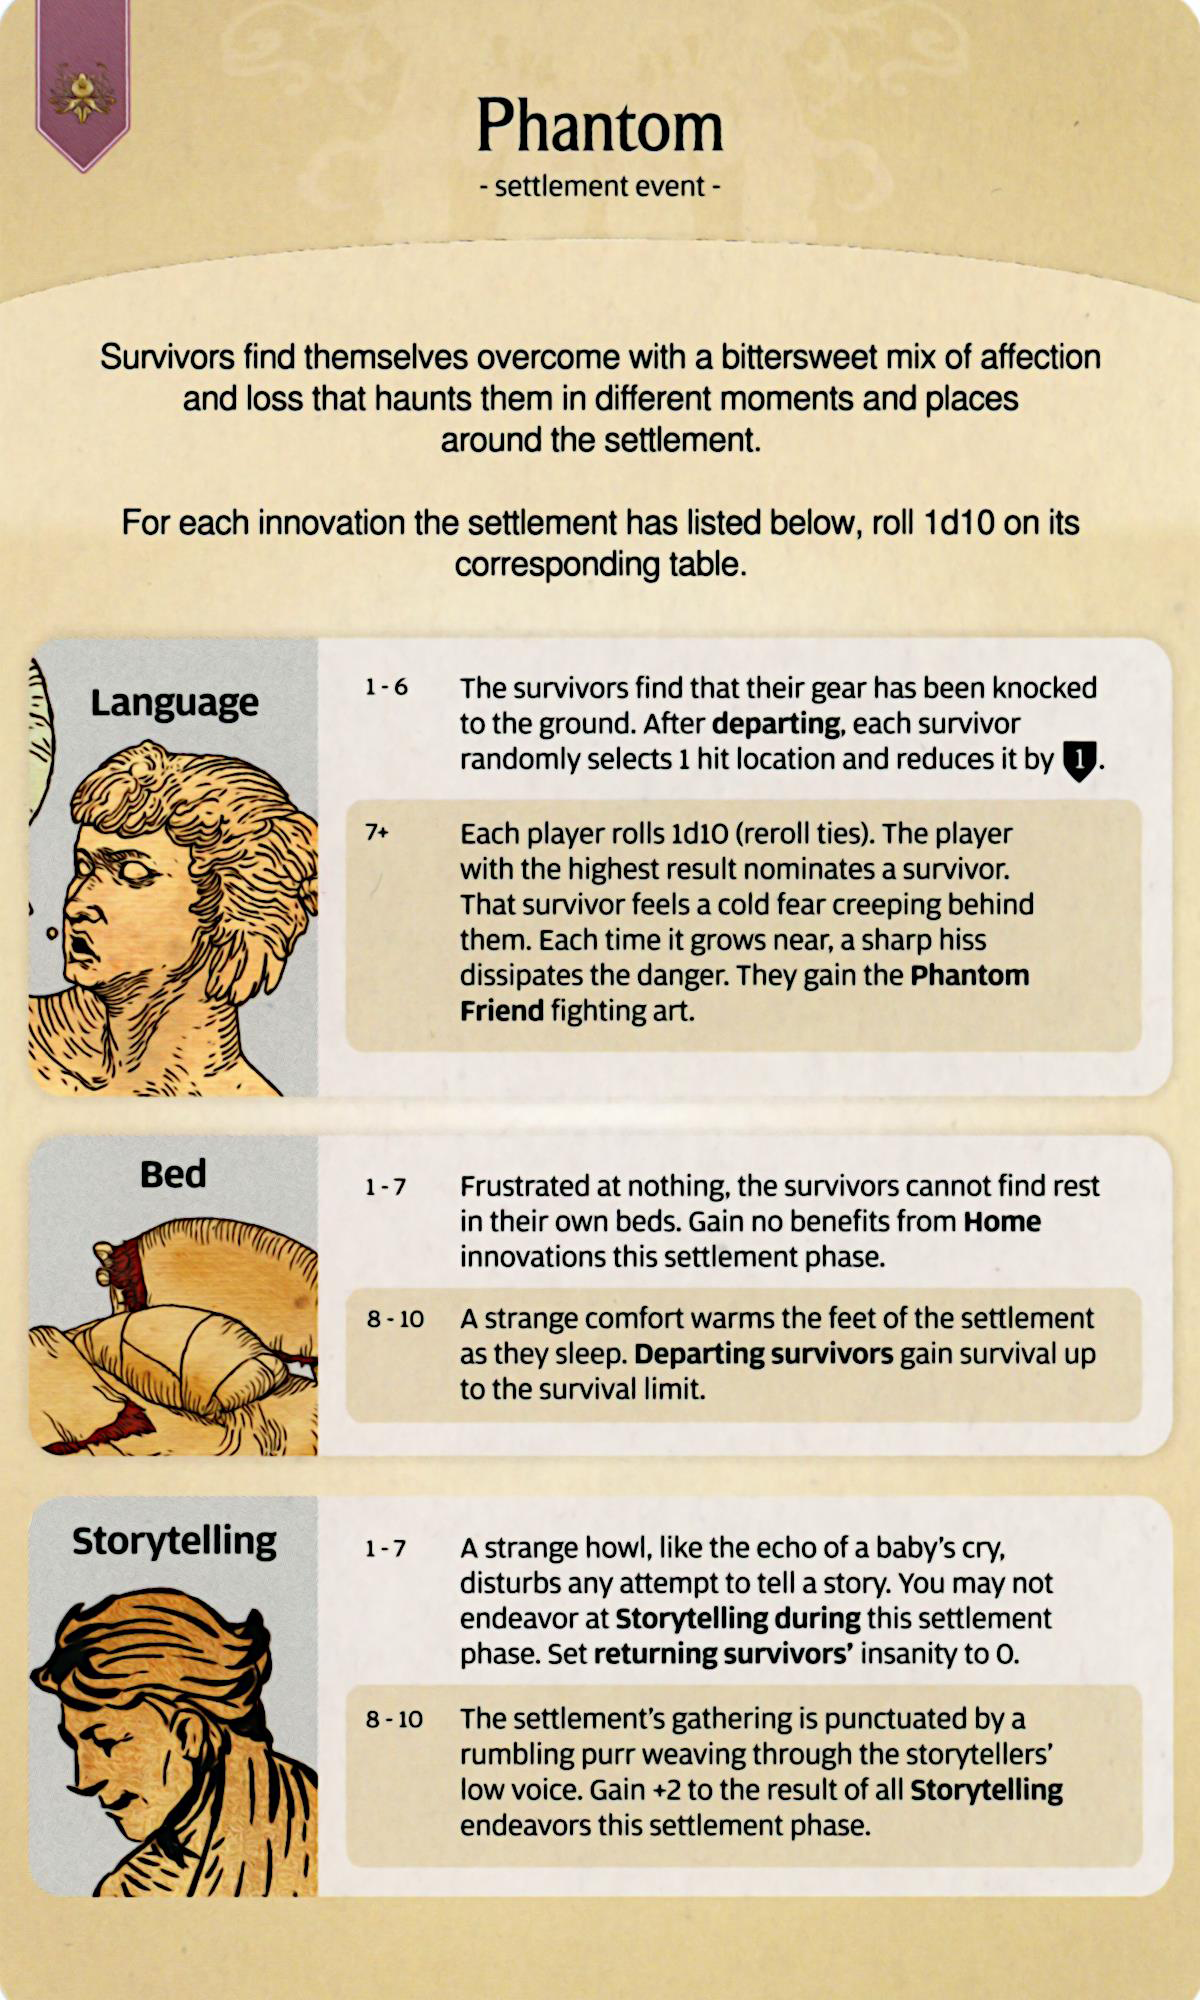 Phantom
- settlement event -
Survivors find themselves overcome with a bittersweet mix of affection
and loss that haunts them in different moments and places
around the settlement.
For each innovation the settlement has listed below, roll 1d10 on its
corresponding table.
Language
1 - 6
The survivors find that their gear has been knocked
to the ground. After departing, each survivor
randomly selects 1 hit location and reduces it by 1.
7+
Each player rolls 1d10 (reroll ties). The player
with the highest result nominates a survivor.
That survivor feels a cold fear creeping behind
them. Each time it grows near, a sharp hiss
dissipates the danger. They gain the Phantom
Friend fighting art.
Bed
1 - 7
Frustrated at nothing, the survivors cannot find rest
in their own beds. Gain no benefits from Home
innovations this settlement phase.
8 - 10
A strange comfort warms the feet of the settlement
as they sleep. Departing survivors gain survival up
to the survival limit.
Storytelling
1 - 7
A strange howl, like the echo of a baby's cry,
disturbs any attempt to tell a story. You may not
endeavor at Storytelling during this settlement
phase. Set returning survivors' insanity to 0.
8 - 10
The settlement's gathering is punctuated by a
rumbling purr weaving through the storytellers'
low voice. Gain +2 to the result of all Storytelling
endeavors this settlement phase.